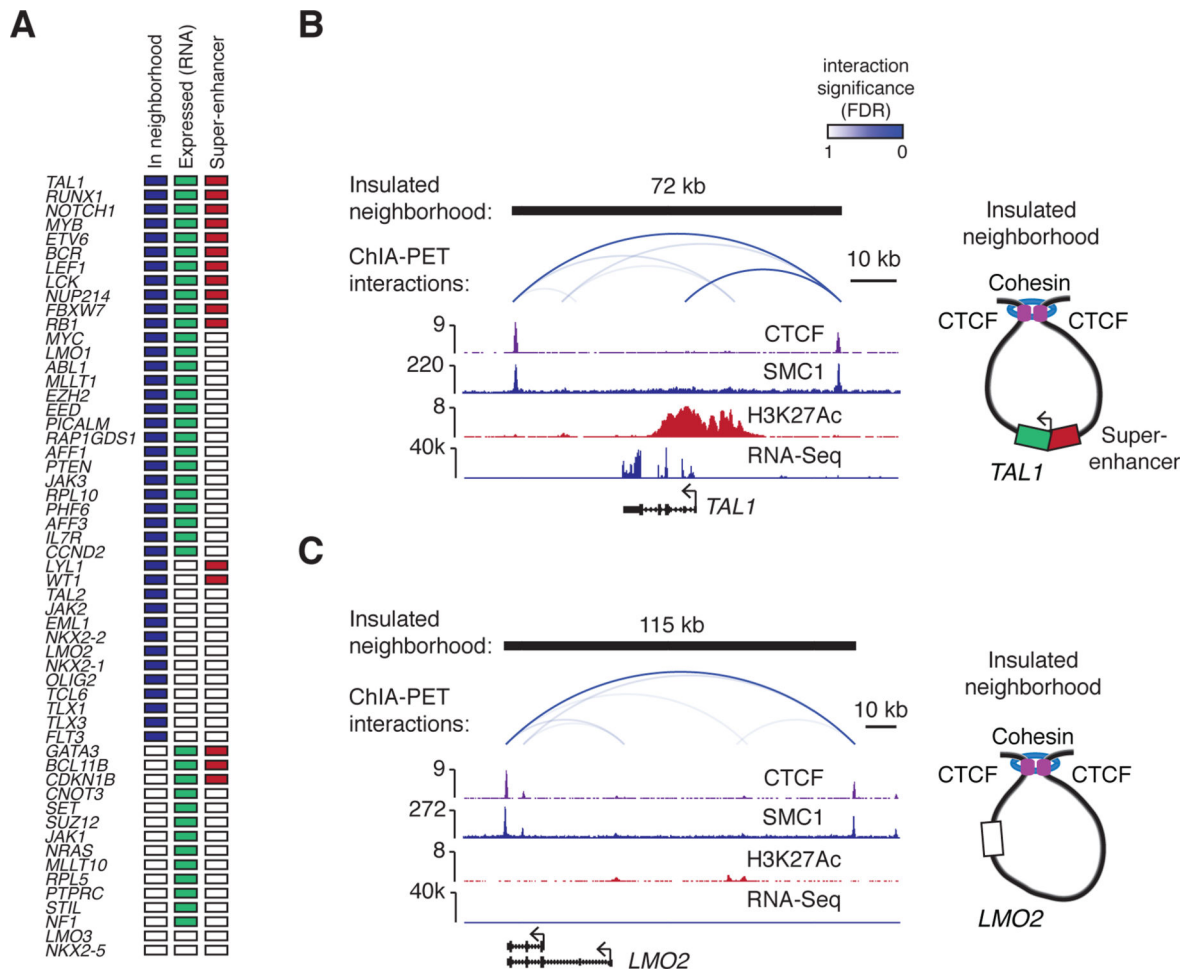 A
In neighborhood
Expressed (RNA)
Super-enhancer
TAL1
RUNX1
NOTCH1
MYB
ETV6
BCR
LEF1
LCK
NUP214
FBXW7
RB1
MYC
LMO1
ABL1
MLLT1
EZH2
EED
PICALM
RAP1GDS1
AFF1
PTEN
JAK3
RPL10
PHF6
AFF3
IL7R
CCND2
LYL1
WT1
TAL2
JAK2
EML1
NKX2-2
LMO2
NKX2-1
OLIG2
TCL6
TLX1
TLX3
FLT3
GATA3
BCL11B
CDKN1B
CNOT3
SET
SUZ12
JAK1
NRAS
MLLT10
RPL5
PTPRC
STIL
NF1
LMO3
NKX2-5
B
interaction
significance
(FDR)
1 0
Insulated
neighborhood:
72 kb
ChIA-PET
interactions:
10 kb
9
CTCF
220
SMC1
8
H3K27Ac
40k
RNA-Seq
TAL1
Insulated
neighborhood
Cohesin
CTCF CTCF
Super-
enhancer
TAL1
C
Insulated
neighborhood:
115 kb
ChIA-PET
interactions:
10 kb
9
CTCF
272
SMC1
8
H3K27Ac
40k
RNA-Seq
LMO2
Insulated
neighborhood
Cohesin
CTCF CTCF
LMO2